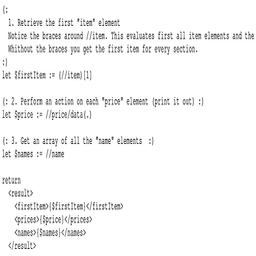 (:
1. Retrieve the first "item" element
Notice the braces around //item. This evaluates first all item elements and the
Whithout the braces you get the first item for every section.
:)
let $firstItem := (//item)[1]
(: 2. Perform an action on each "price" element (print it out) :)
let $price := //price/data(.)
(: 3. Get an array of all the "name" elements  :)
let $names := //name
return
<result>
<firstItem>{$firstItem}</firstItem>
<prices>{$price}</prices>
<names>{$names}</names>
</result>